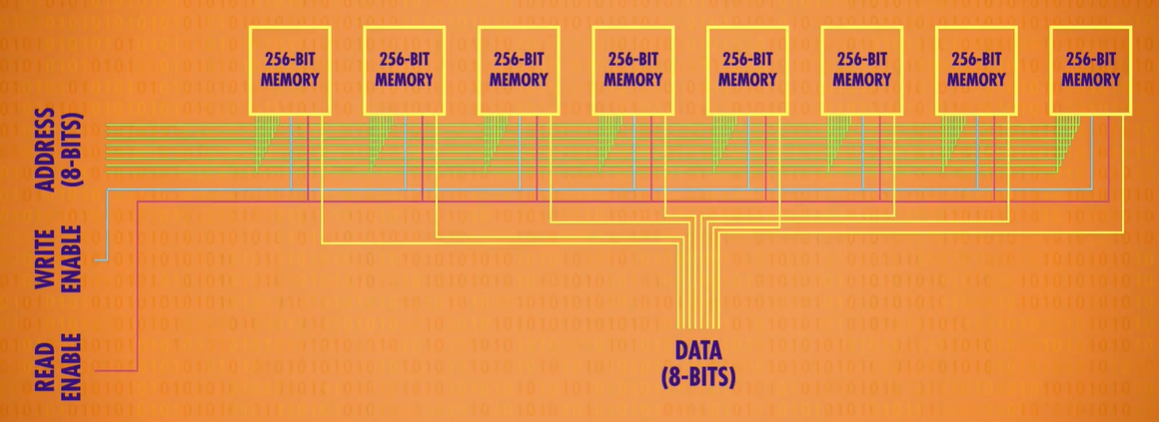 256-BIT
MEMORY
256-BIT
MEMORY
256-BIT
MEMORY
256-BIT
MEMORY
256-BIT
MEMORY
256-BIT
MEMORY
256-BIT
MEMORY
256-BIT
MEMORY
ADDRESS
(8-BITS)
WRITE
ENABLE
READ
ENABLE
DATA
(8-BITS)